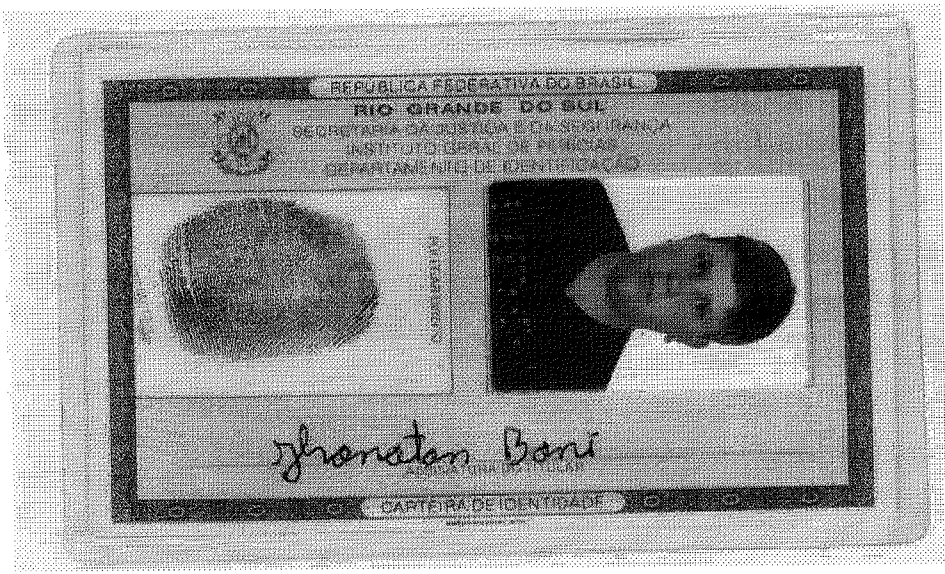 REPÚBLICA FEDERATIVA DO BRASIL
RIO GRANDE DO SUL
SECRETARIA DA JUSTIÇA E DA SEGURANÇA
INSTITUTO GERAL DE PERÍCIAS
DEPARTAMENTO DE IDENTIFICAÇÃO
Jhonatan Boni
ASSINATURA DO TITULAR
CARTEIRA DE IDENTIDADE